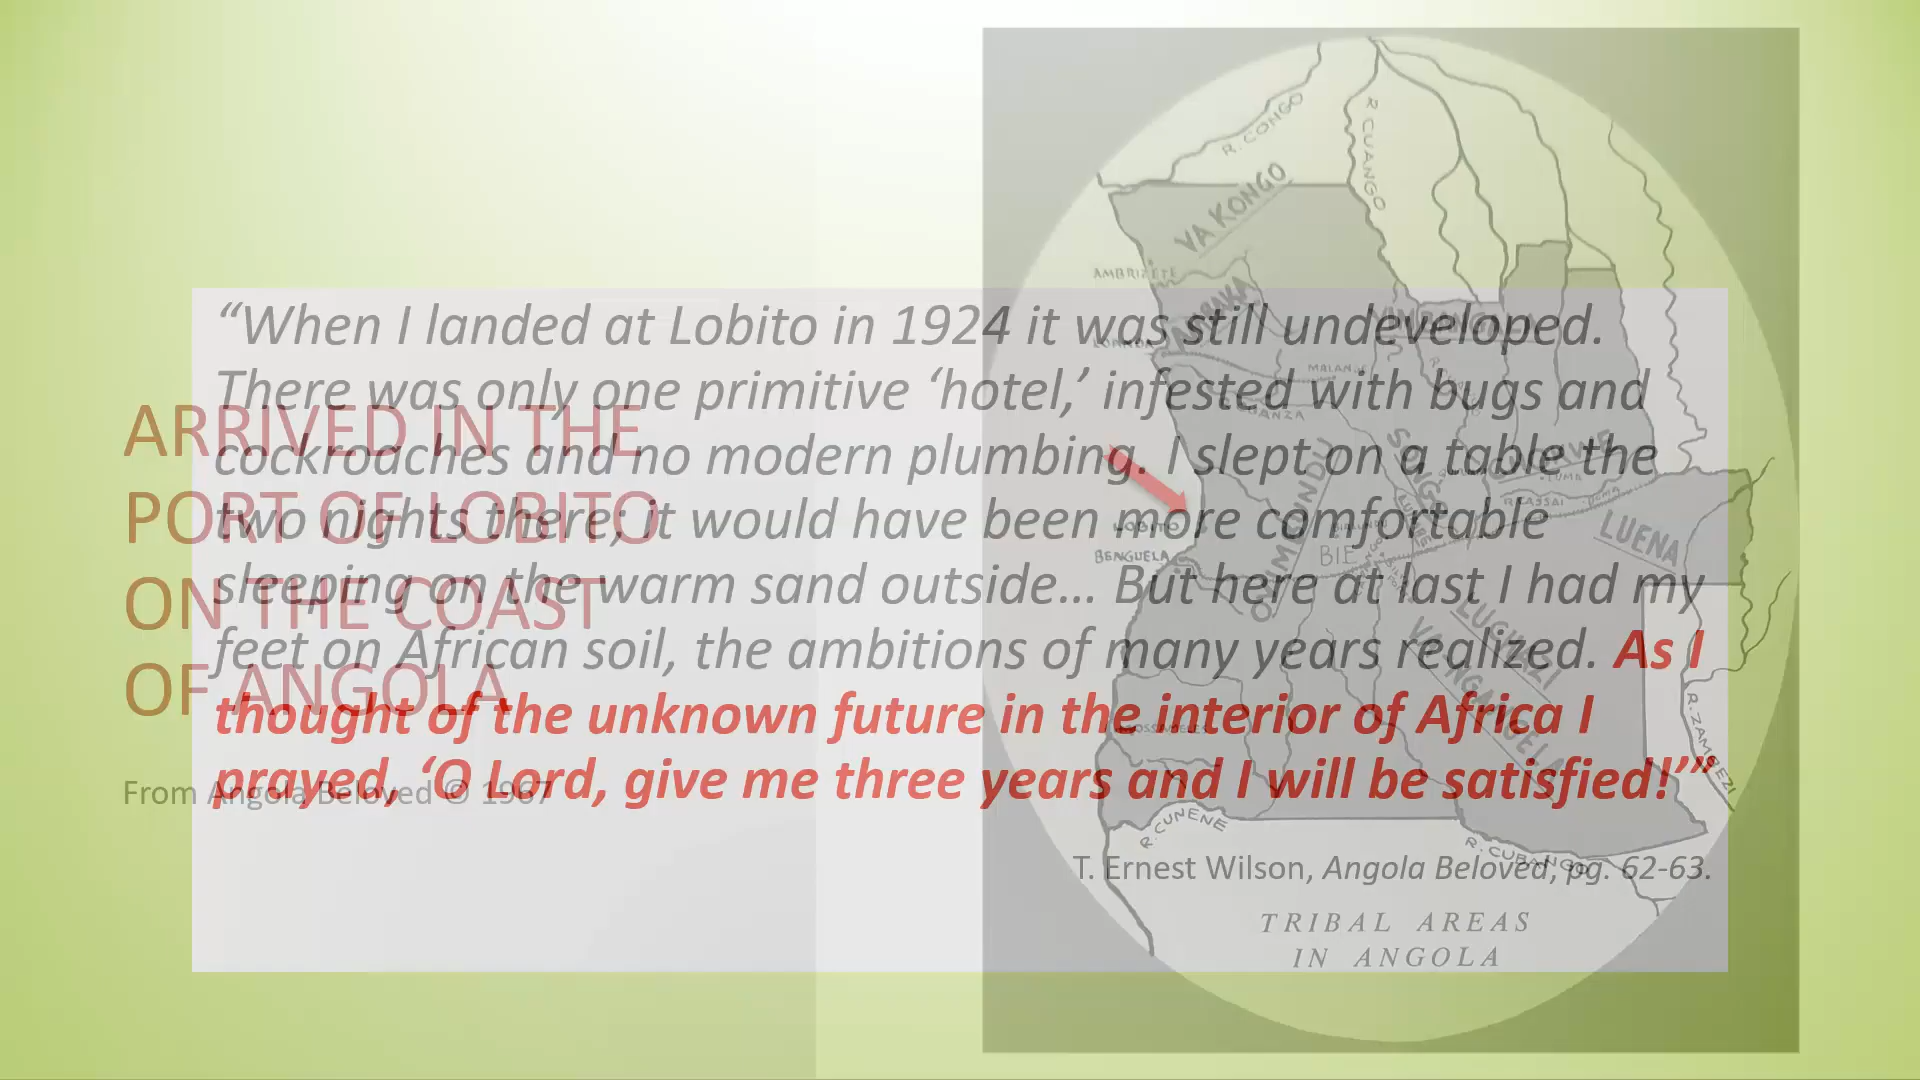 “When I landed at Lobito in 1924 it was still undeveloped.
There was only one primitive ‘hotel,’ infested with bugs and
cockroaches and no modern plumbing. I slept on a table the
two nights there; it would have been more comfortable
sleeping on the warm sand outside... But here at last I had my
feet on African soil, the ambitions of many years realized. As I
thought of the unknown future in the interior of Africa I
prayed, ‘O Lord, give me three years and I will be satisfied!’”
T. Ernest Wilson, Angola Beloved, pg. 62-63.
ARRIVED IN THE
PORT OF LOBITO
ON THE COAST
OF ANGOLA
From Angola Beloved © 1967
R. CONGO
R. CUANGO
VA KONGO
AMBRIZETE
LOBITO
BENGUELA
BIE
SONGO
OVIMBUNDU
LUENA
R. CASSAI
R. ZAMBEZI
R. CUNENE
R. CUBANGO
TRIBAL AREAS
IN ANGOLA